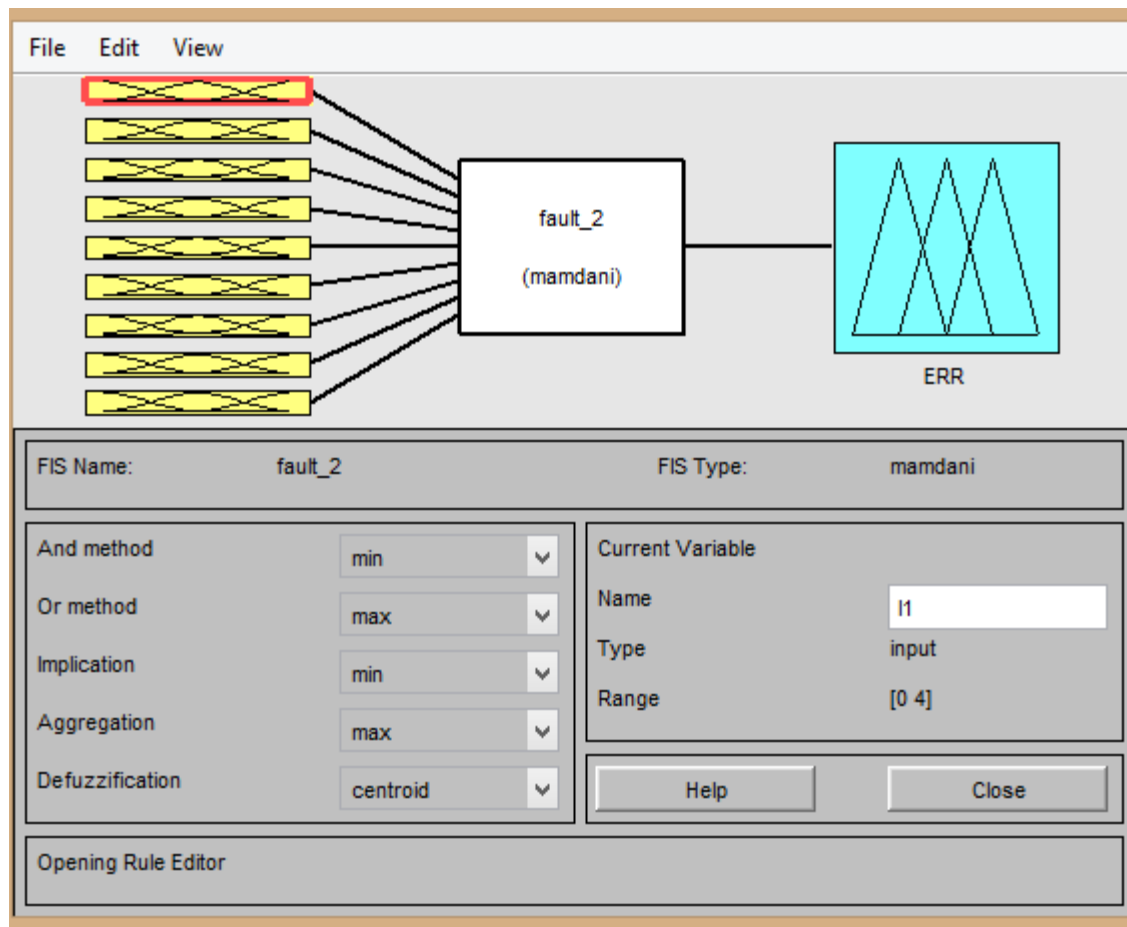 File Edit View
fault_2
(mamdani)
ERR
FIS Name: fault_2 FIS Type: mamdani
And method min
Or method max
Implication min
Aggregation max
Defuzzification centroid
Current Variable
Name I1
Type input
Range [0 4]
Help Close
Opening Rule Editor